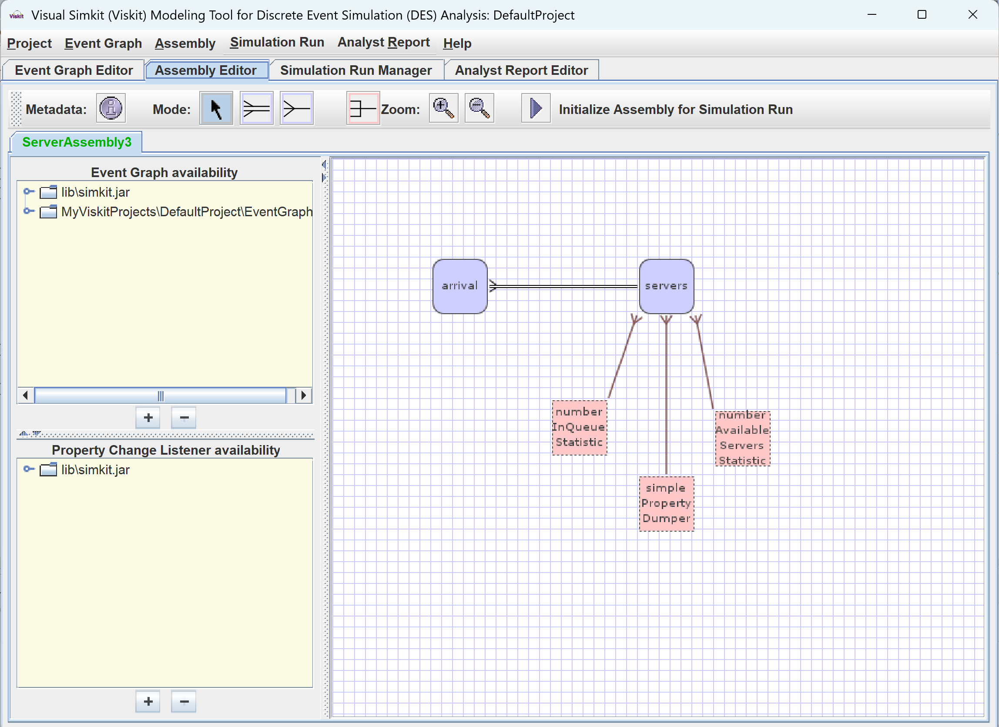 Viskit Visual Simkit (Viskit) Modeling Tool for Discrete Event Simulation (DES) Analysis: DefaultProject
Project Event Graph Assembly Simulation Run Analyst Report Help
Event Graph Editor Assembly Editor Simulation Run Manager Analyst Report Editor
Metadata: Mode: Zoom: Initialize Assembly for Simulation Run
ServerAssembly3
Event Graph availability
lib\simkit.jar
MyViskitProjects\DefaultProject\EventGraph
Property Change Listener availability
lib\simkit.jar
arrival
servers
number
InQueue
Statistic
simple
Property
Dumper
number
Available
Servers
Statistic